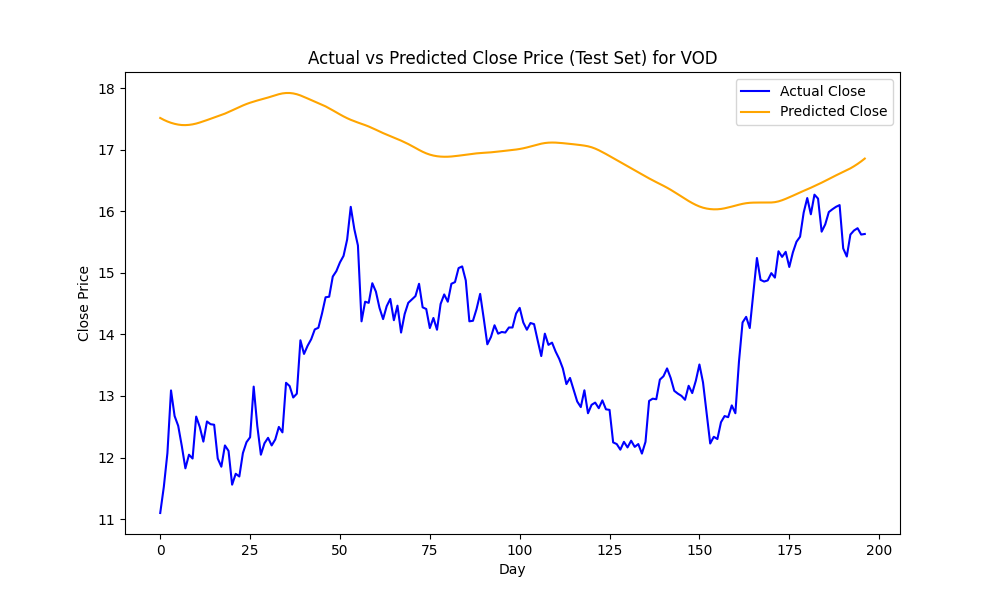 Actual vs Predicted Close Price (Test Set) for VOD
Actual Close
Predicted Close
Close Price
18
17
16
15
14
13
12
11
0 25 50 75 100 125 150 175 200
Day